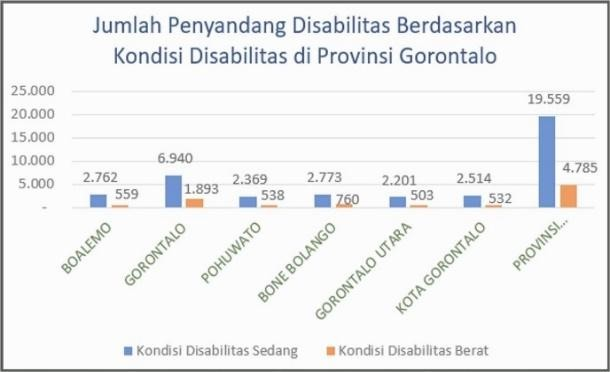 Jumlah Penyandang Disabilitas Berdasarkan
Kondisi Disabilitas di Provinsi Gorontalo
25.000
20.000
15.000
10.000
5.000
-
2.762
559
6.940
1.893
2.369
538
2.773
760
2.201
503
2.514
532
19.559
4.785
BOALEMO
GORONTALO
POHUWATO
BONE BOLANGO
GORONTALO UTARA
KOTA GORONTALO
PROVINSI...
Kondisi Disabilitas Sedang
Kondisi Disabilitas Berat